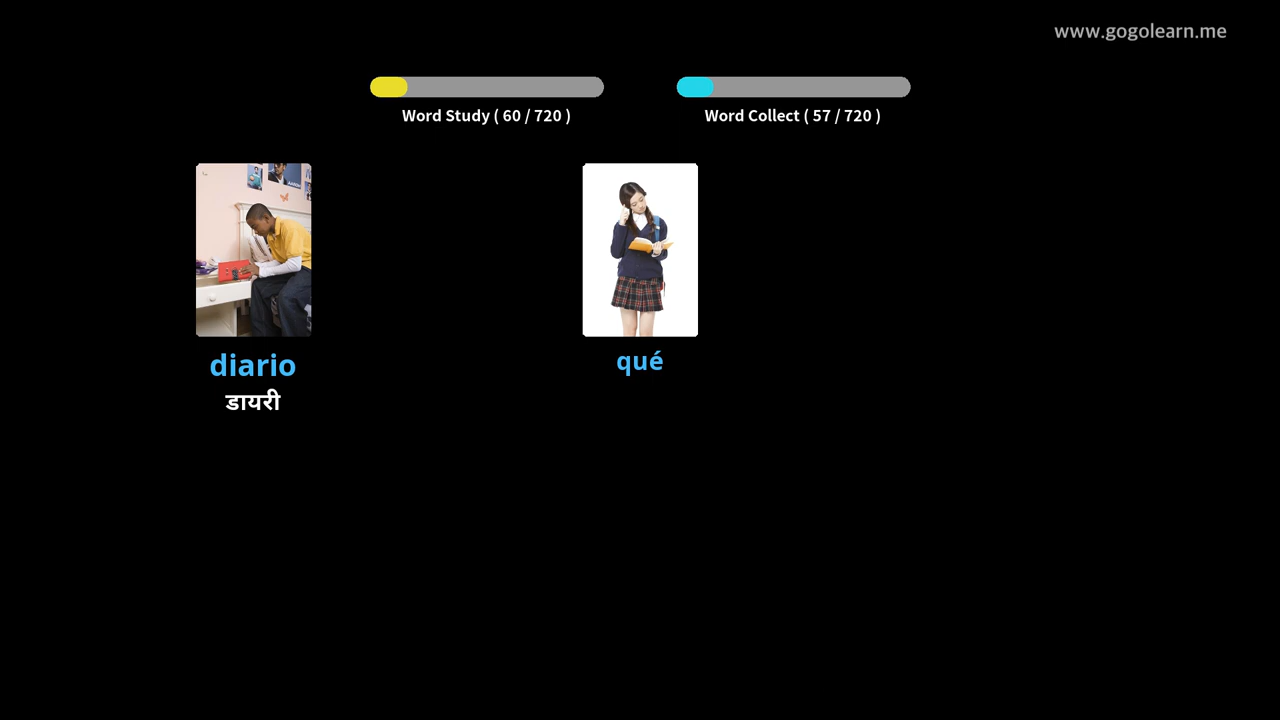 www.gogolearn.me
Word Study ( 60 / 720 )
Word Collect ( 57 / 720 )
diario
डायरी
qué